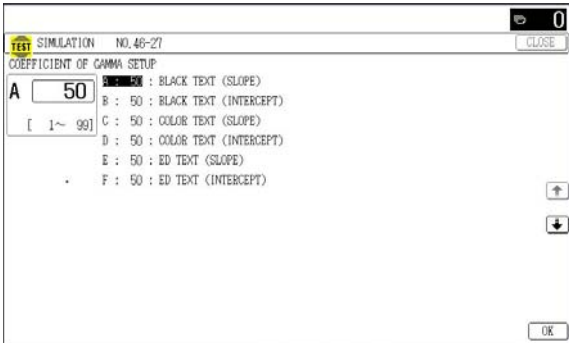 0
TEST SIMULATION NO.46-27 CLOSE
COEFFICIENT OF GAMMA SETUP
A 50
[ 1~ 99]
A : 50 : BLACK TEXT (SLOPE)
B : 50 : BLACK TEXT (INTERCEPT)
C : 50 : COLOR TEXT (SLOPE)
D : 50 : COLOR TEXT (INTERCEPT)
E : 50 : ED TEXT (SLOPE)
F : 50 : ED TEXT (INTERCEPT)
OK